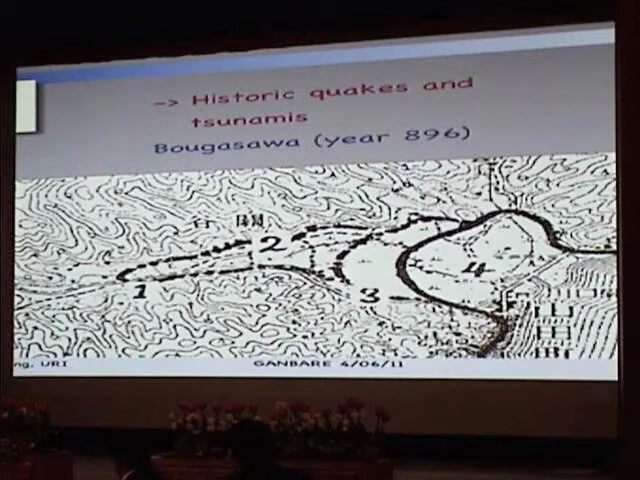 -> Historic quakes and
tsunamis
Bougasawa (year 896)
2
1
3
4
ng, URI
GANBARE 4/06/11